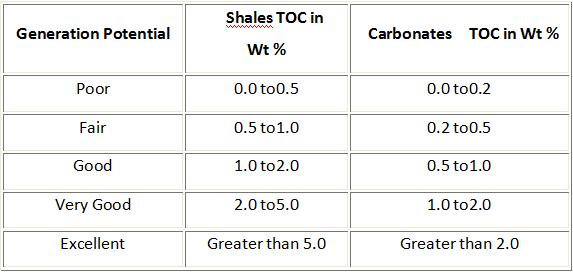 Generation Potential Shales TOC in Wt % Carbonates TOC in Wt %
Poor 0.0 to0.5 0.0 to0.2
Fair 0.5 to1.0 0.2 to0.5
Good 1.0 to2.0 0.5 to1.0
Very Good 2.0 to5.0 1.0 to2.0
Excellent Greater than 5.0 Greater than 2.0